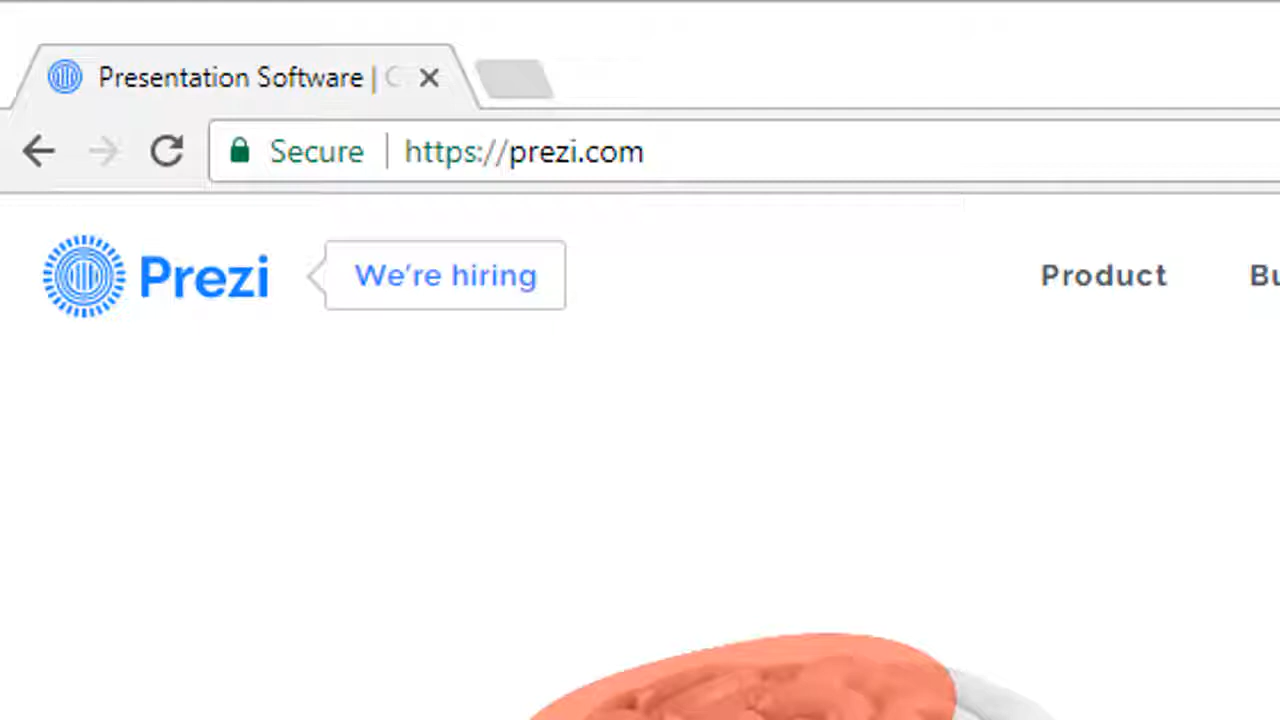 Presentation Software |
Secure | https://prezi.com
Prezi
We're hiring
Product